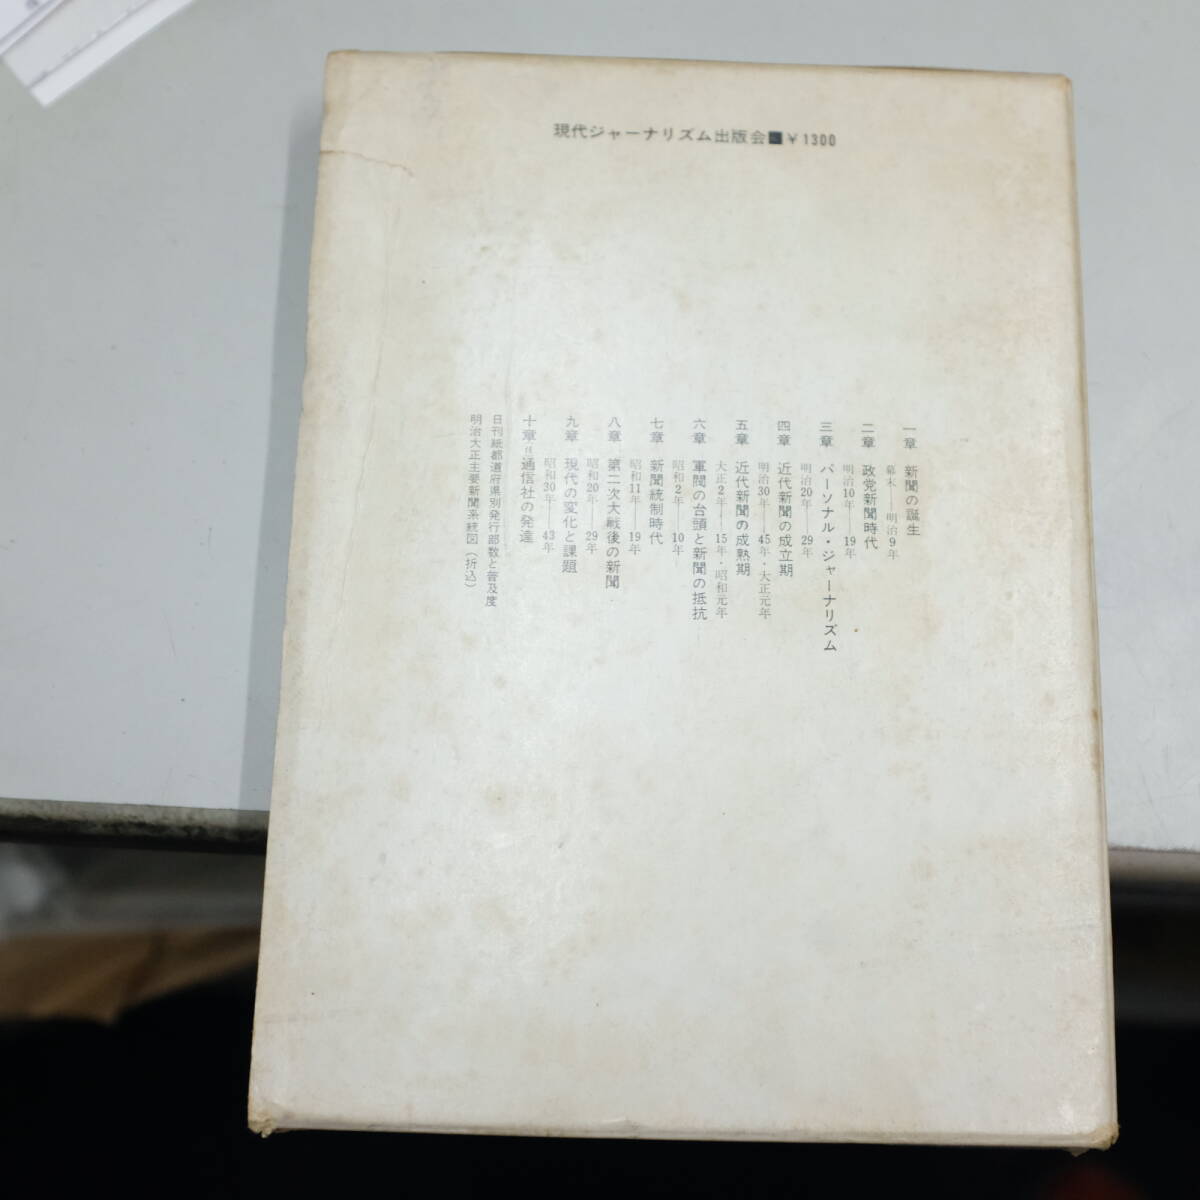 現代ジャーナリズム出版会■￥1300
一章 新聞の誕生
幕末――明治9年
二章 政党新聞時代
明治10年――19年
三章 パーソナル・ジャーナリズム
明治20年――29年
四章 近代新聞の成立期
明治30年――45年・大正元年
五章 近代新聞の成熟期
大正2年――15年・昭和元年
六章 軍閥の台頭と新聞の抵抗
昭和2年――10年
七章 新聞統制時代
昭和11年――19年
八章 第二次大戦後の新聞
昭和20年――29年
九章 現代の変化と課題
昭和30年――43年
十章 通信社の発達
日刊紙都道府県別発行部数と普及度
明治大正主要新聞系統図(折込)